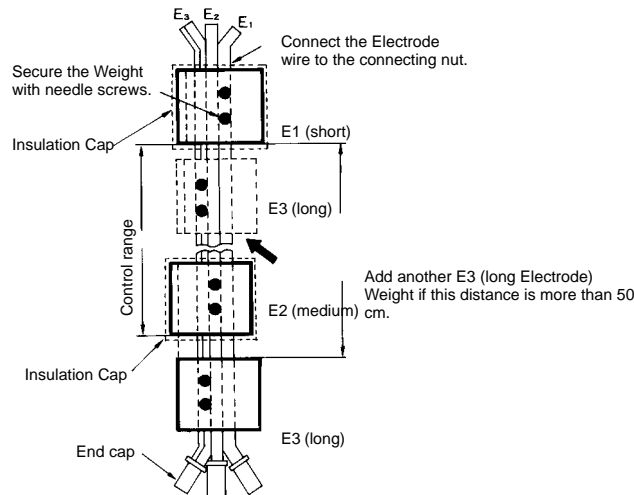 E3 E2 E1
Connect the Electrode
wire to the connecting nut.
Secure the Weight
with needle screws.
Insulation Cap
E1 (short)
E3 (long)
Control range
Add another E3 (long Electrode)
Weight if this distance is more than 50
cm.
E2 (medium)
Insulation Cap
E3 (long)
End cap